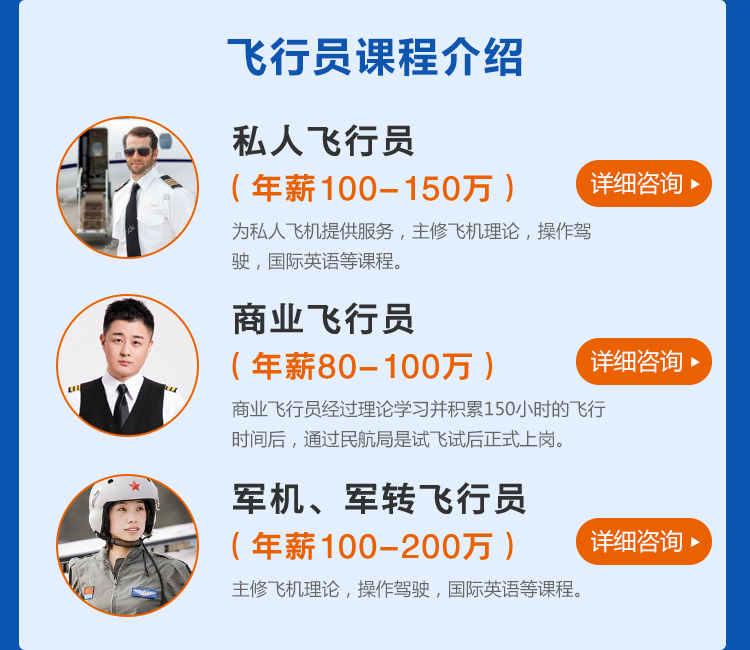 飞行员课程介绍
私人飞行员
（年薪100-150万）
详细咨询
为私人飞机提供服务，主修飞机理论，操作驾
驶，国际英语等课程。
商业飞行员
（年薪80-100万）
详细咨询
商业飞行员经过理论学习并积累150小时的飞行
时间后，通过民航局是试飞试后正式上岗。
军机、军转飞行员
（年薪100-200万）
详细咨询
主修飞机理论，操作驾驶，国际英语等课程。